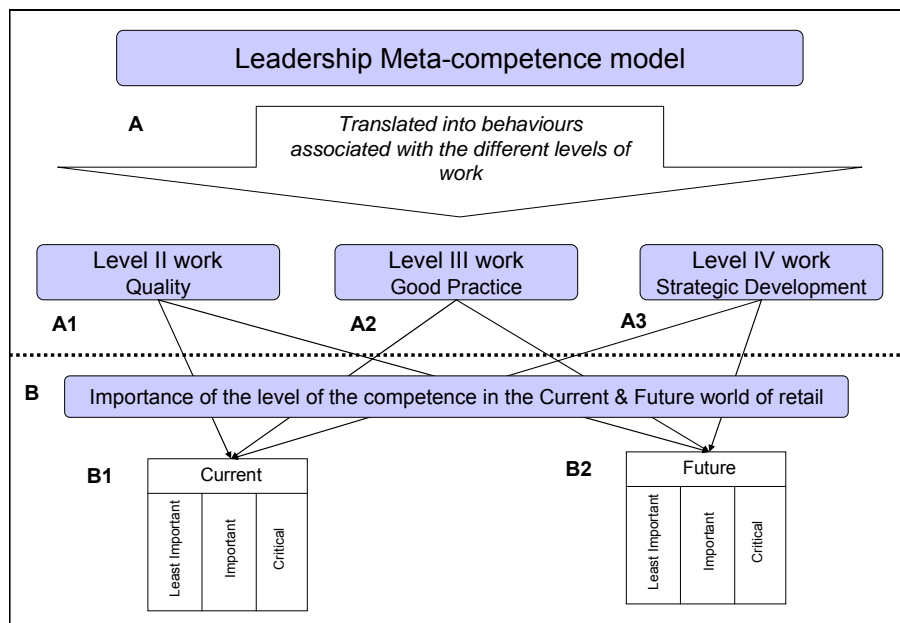 Leadership Meta-competence model
A
Translated into behaviours
associated with the different levels of
work
Level II work
Quality
Level III work
Good Practice
Level IV work
Strategic Development
A1
A2
A3
B
Importance of the level of the competence in the Current & Future world of retail
B1
Current
Least Important
Important
Critical
B2
Future
Least Important
Important
Critical